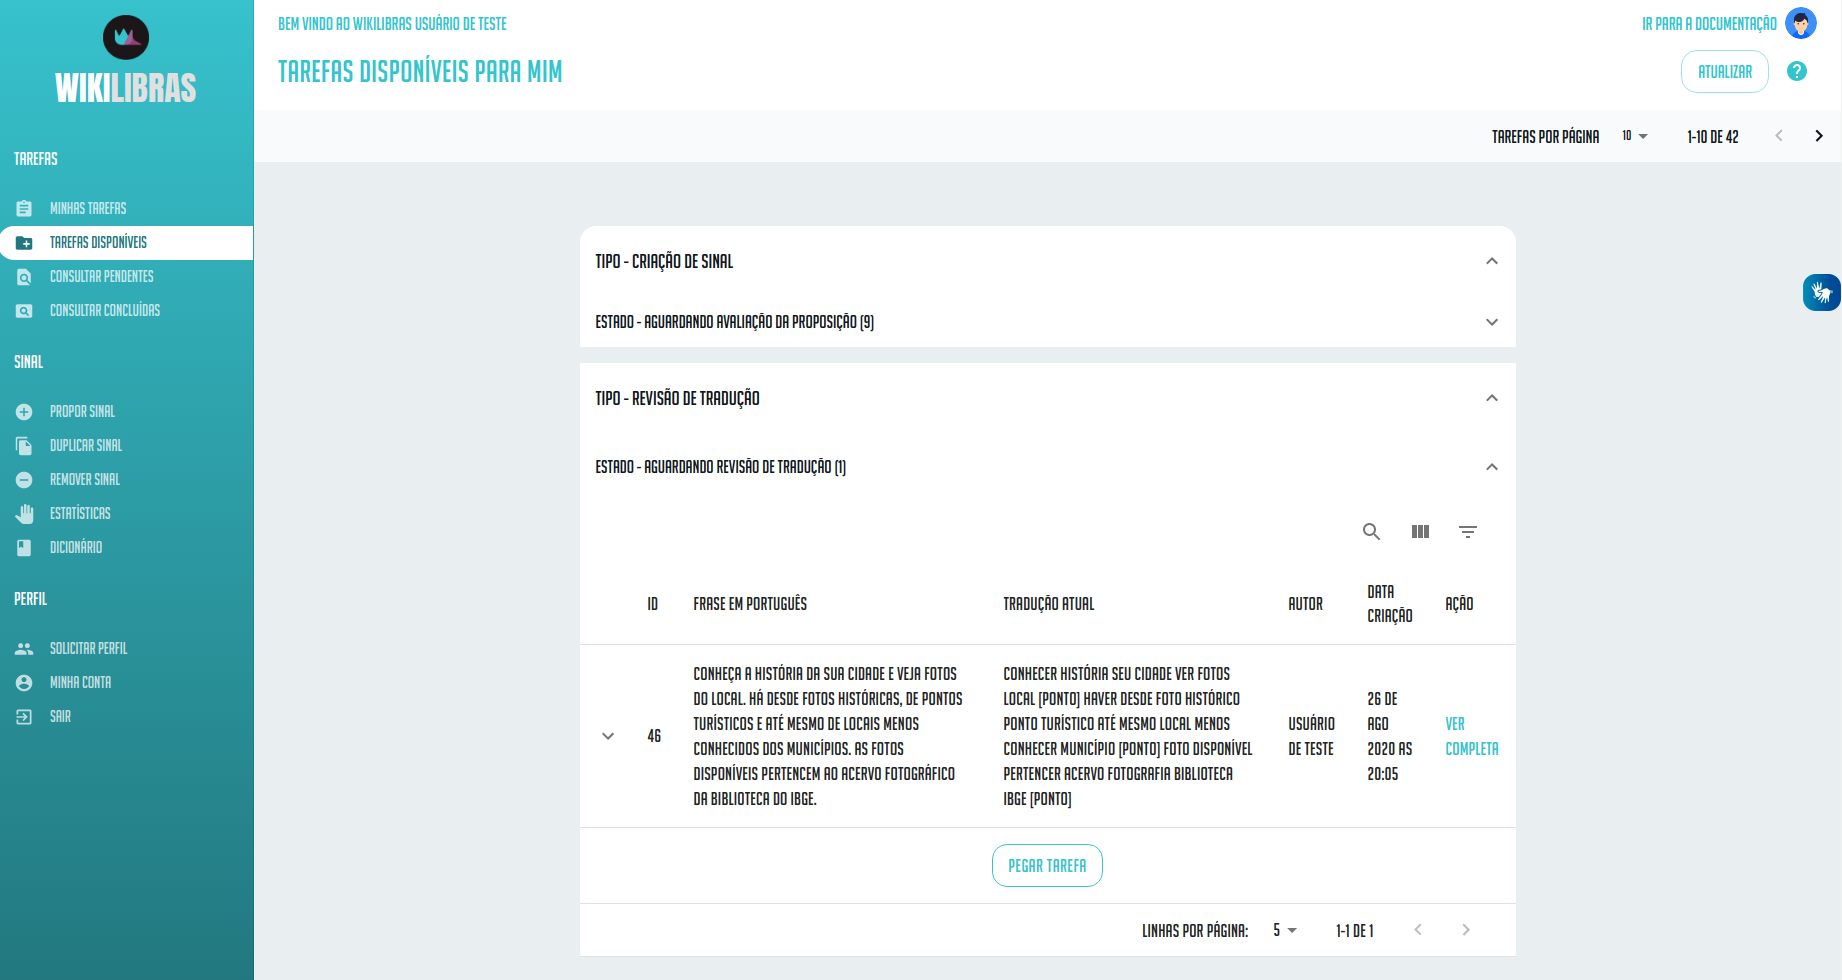 WIKILIBRAS
TAREFAS
MINHAS TAREFAS
TAREFAS DISPONÍVEIS
CONSULTAR PENDENTES
CONSULTAR CONCLUÍDAS
SINAL
PROPOR SINAL
DUPLICAR SINAL
REMOVER SINAL
ESTATÍSTICAS
DICIONÁRIO
PERFIL
SOLICITAR PERFIL
MINHA CONTA
SAIR
BEM VINDO AO WIKILIBRAS USUÁRIO DE TESTE
IR PARA A DOCUMENTAÇÃO
TAREFAS DISPONÍVEIS PARA MIM
ATUALIZAR
?
TAREFAS POR PÁGINA 10 1-10 DE 42
TIPO - CRIAÇÃO DE SINAL
ESTADO - AGUARDANDO AVALIAÇÃO DA PROPOSIÇÃO (9)
TIPO - REVISÃO DE TRADUÇÃO
ESTADO - AGUARDANDO REVISÃO DE TRADUÇÃO (1)
ID
FRASE EM PORTUGUÊS
TRADUÇÃO ATUAL
AUTOR
DATA
CRIAÇÃO
AÇÃO
46
CONHEÇA A HISTÓRIA DA SUA CIDADE E VEJA FOTOS
DO LOCAL. HÁ DESDE FOTOS HISTÓRICAS, DE PONTOS
TURÍSTICOS E ATÉ MESMO DE LOCAIS MENOS
CONHECIDOS DOS MUNICÍPIOS. AS FOTOS
DISPONÍVEIS PERTENCEM AO ACERVO FOTOGRÁFICO
DA BIBLIOTECA DO IBGE.
CONHECER HISTÓRIA SEU CIDADE VER FOTOS
LOCAL [PONTO] HAVER DESDE FOTO HISTÓRICO
PONTO TURÍSTICO ATÉ MESMO LOCAL MENOS
CONHECER MUNICÍPIO [PONTO] FOTO DISPONÍVEL
PERTENCER ACERVO FOTOGRAFIA BIBLIOTECA
IBGE [PONTO]
USUÁRIO
DE TESTE
26 DE
AGO
2020 AS
20:05
VER
COMPLETA
PEGAR TAREFA
LINHAS POR PÁGINA: 5 1-1 DE 1